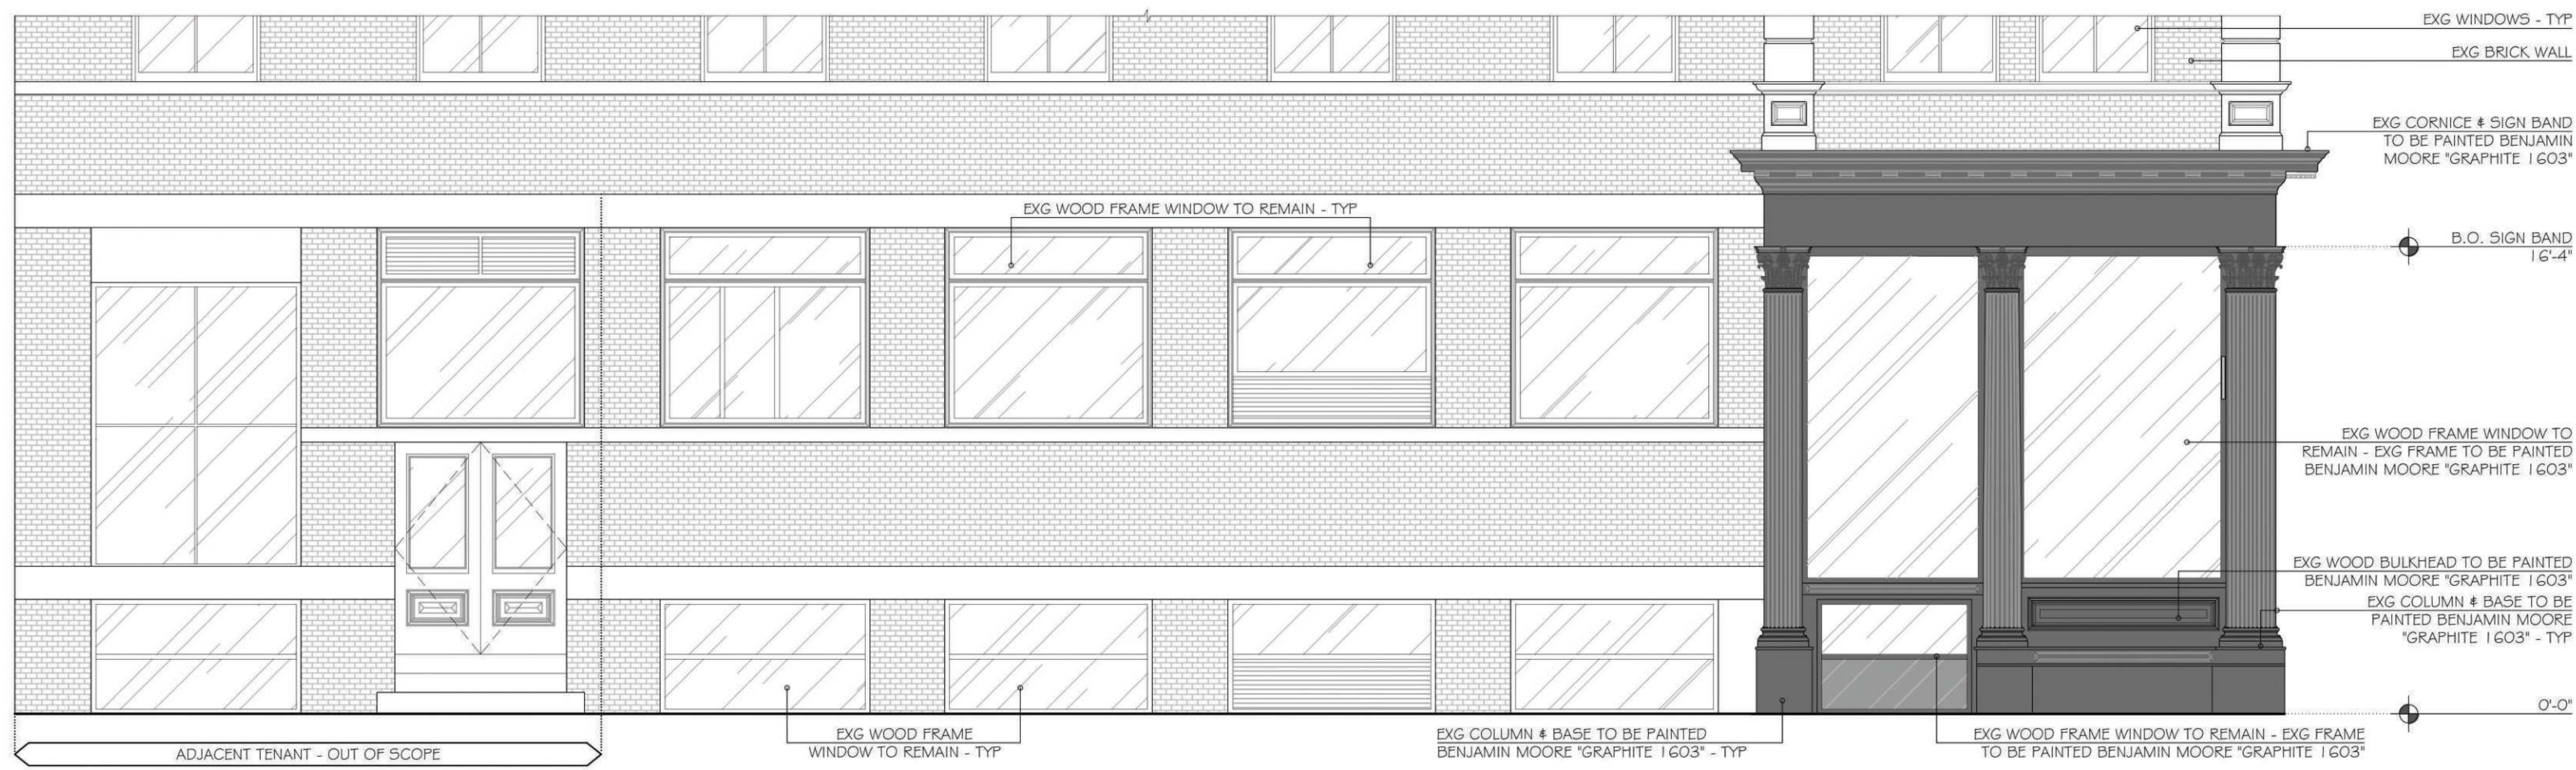 EXG WINDOWS - TYP
EXG BRICK WALL
EXG CORNICE & SIGN BAND
TO BE PAINTED BENJAMIN
MOORE "GRAPHITE 1603"
EXG WOOD FRAME WINDOW TO REMAIN - TYP
B.O. SIGN BAND
16'-4"
EXG WOOD FRAME WINDOW TO
REMAIN - EXG FRAME TO BE PAINTED
BENJAMIN MOORE "GRAPHITE 1603"
EXG WOOD BULKHEAD TO BE PAINTED
BENJAMIN MOORE "GRAPHITE 1603"
EXG COLUMN & BASE TO BE
PAINTED BENJAMIN MOORE
"GRAPHITE 1603" - TYP
0'-0"
ADJACENT TENANT - OUT OF SCOPE
EXG WOOD FRAME
WINDOW TO REMAIN - TYP
EXG COLUMN & BASE TO BE PAINTED
BENJAMIN MOORE "GRAPHITE 1603" - TYP
EXG WOOD FRAME WINDOW TO REMAIN - EXG FRAME
TO BE PAINTED BENJAMIN MOORE "GRAPHITE 1603"